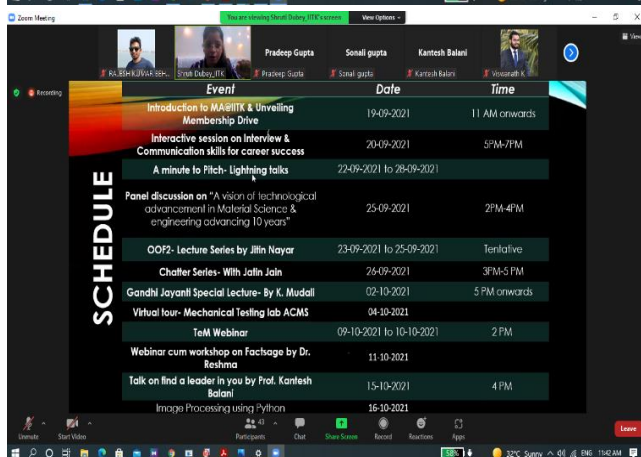 Zoom Meeting
You are viewing Shruti Dubey_IITK's screen View Options
View
Recording
Pradeep Gupta
Sonali gupta
Kantesh Balani
RAJESH KUMAR BEH...
Shruti Dubey_IITK
Pradeep Gupta
Sonali gupta
Kantesh Balani
Viswanath K
SCHEDULE
Event Date Time
Introduction to MA@IITK & Unveiling
Membership Drive 19-09-2021 11 AM onwards
Interactive session on Interview &
Communication skills for career success 20-09-2021 5PM-7PM
A minute to Pitch- Lightning talks 22-09-2021 to 28-09-2021
Panel discussion on "A vision of technological
advancement in Material Science &
engineering advancing 10 years" 25-09-2021 2PM-4PM
OOF2- Lecture Series by Jitin Nayar 23-09-2021 to 25-09-2021 Tentative
Chatter Series- With Jatin Jain 26-09-2021 3PM-5 PM
Gandhi Jayanti Special Lecture- By K. Mudali 02-10-2021 5 PM onwards
Virtual tour- Mechanical Testing lab ACMS 04-10-2021
TeM Webinar 09-10-2021 to 10-10-2021 2 PM
Webinar cum workshop on Factsage by Dr.
Reshma 11-10-2021
Talk on find a leader in you by Prof. Kantesh
Balani 15-10-2021 4 PM
Image Processing using Python 16-10-2021
Unmute Start Video Participants 43 Chat Share Screen Record Reactions Apps Leave
58% 32°C Sunny ENG 11:42 AM